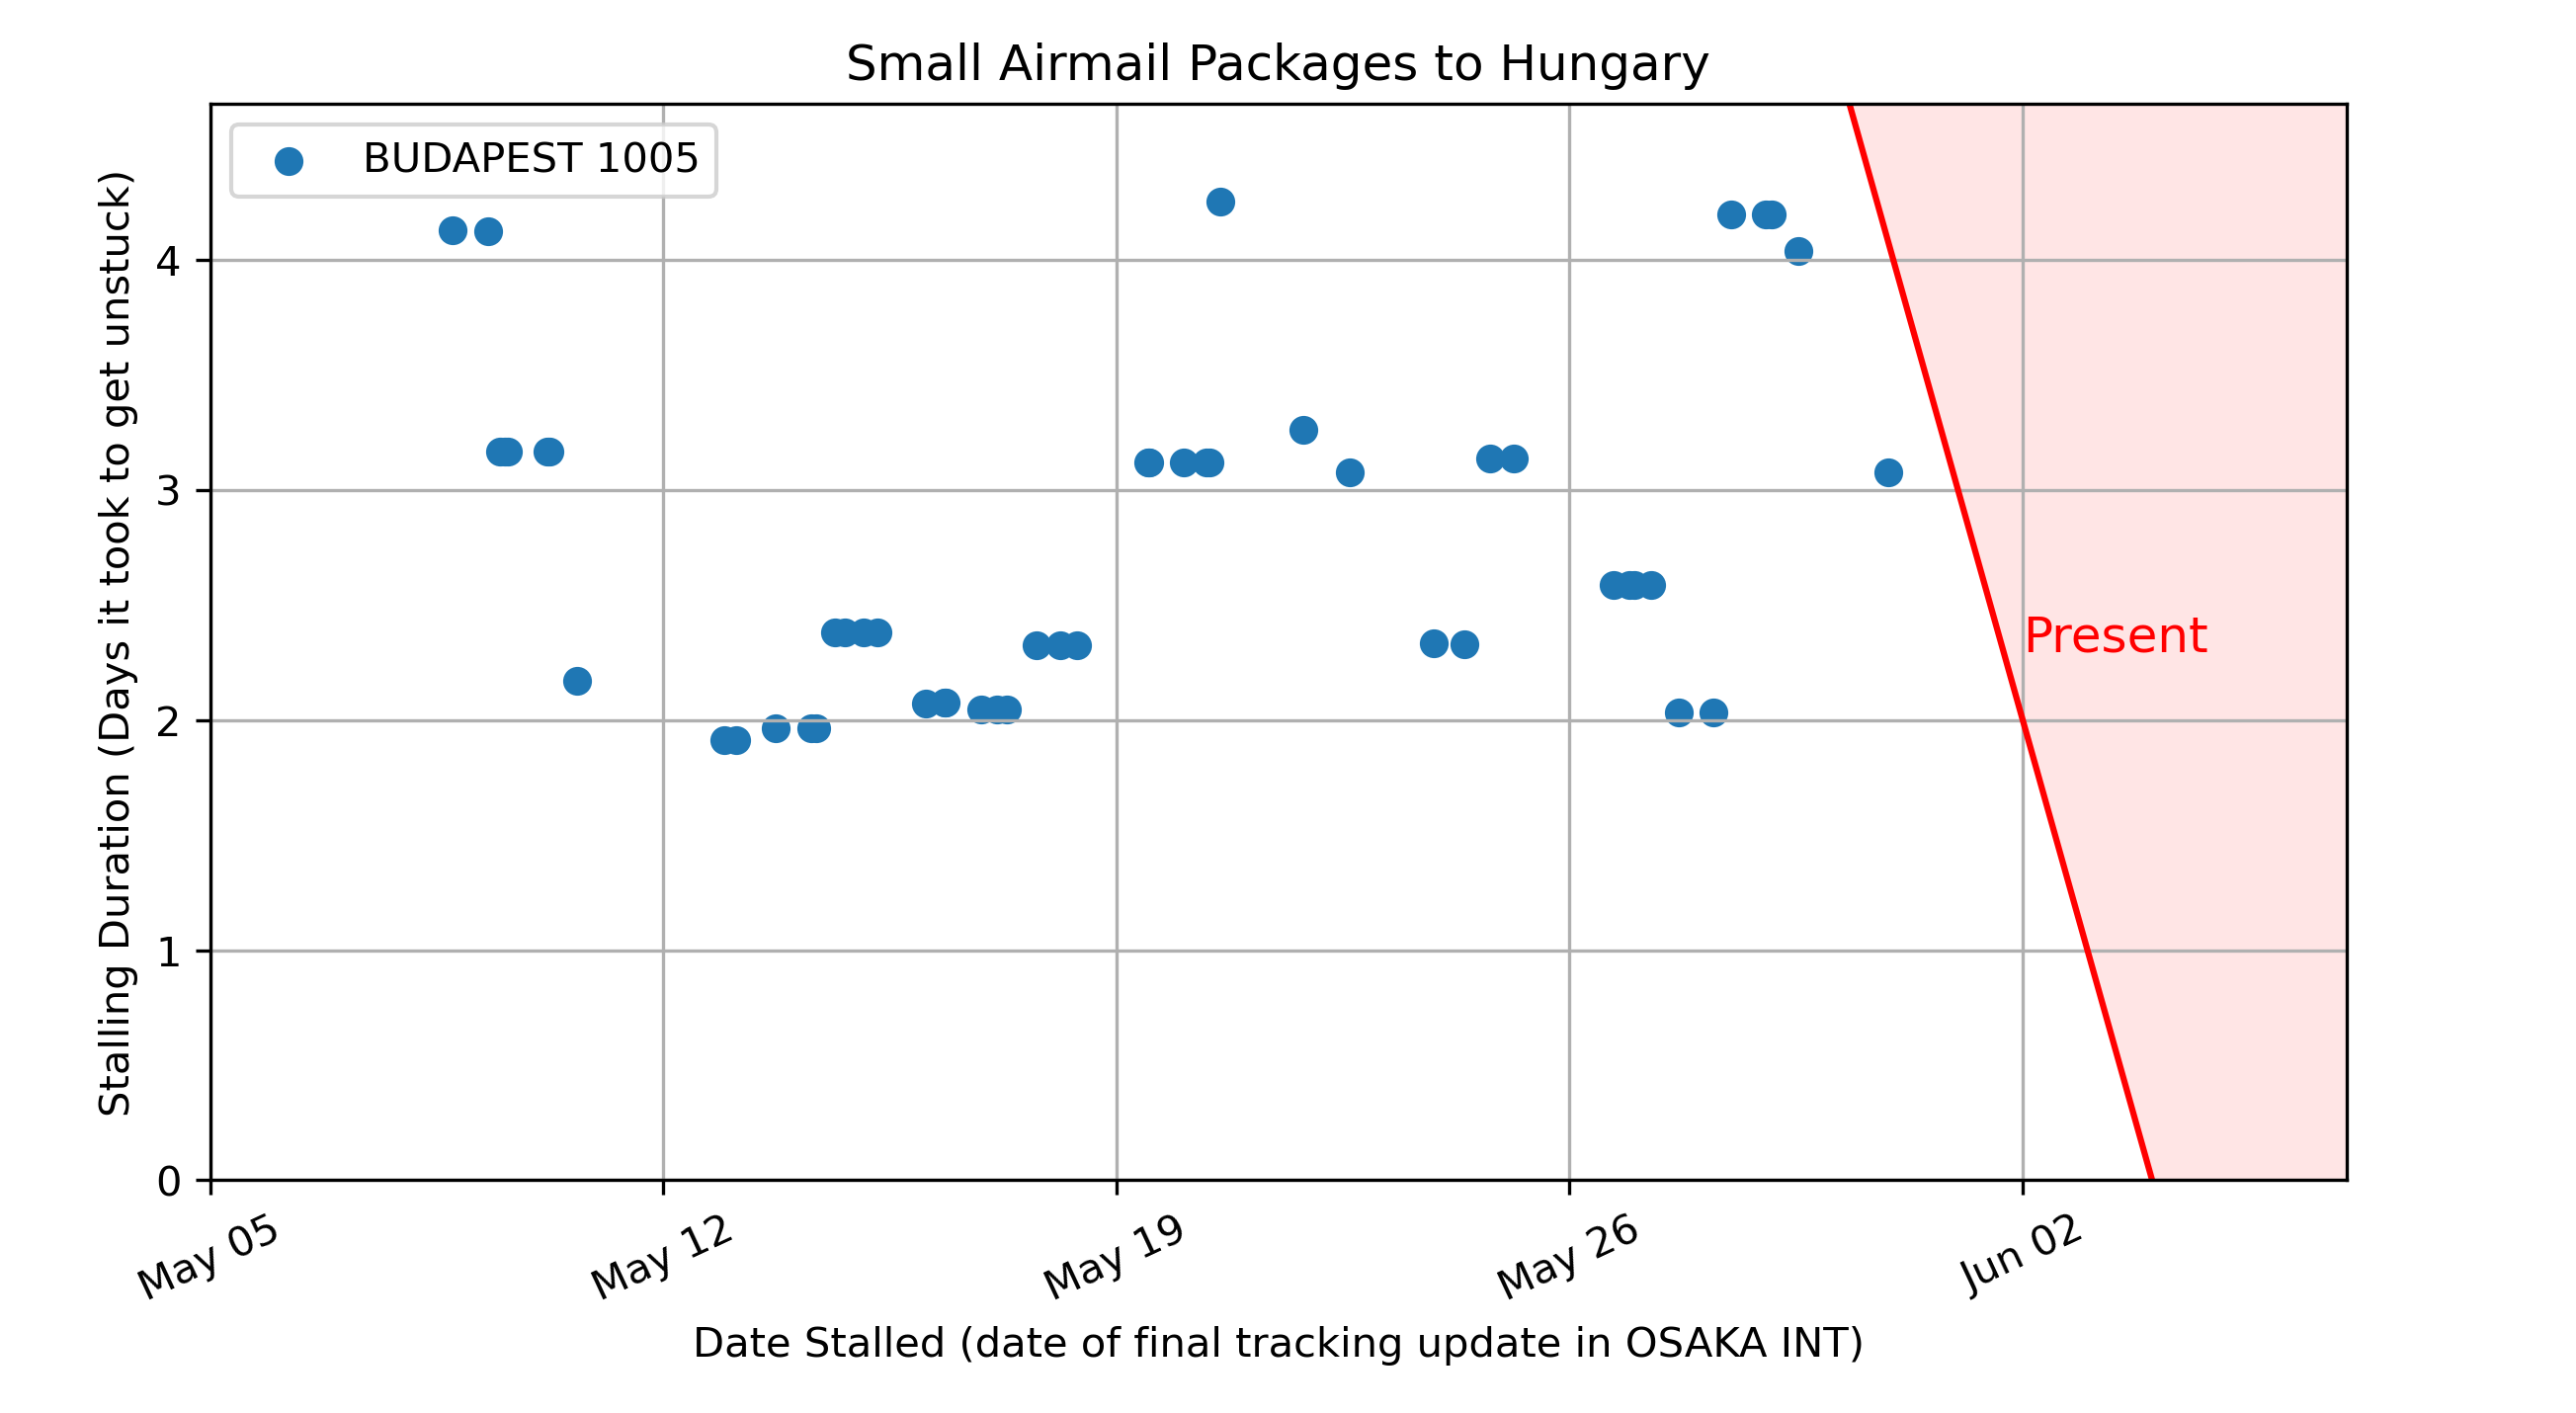 Small Airmail Packages to Hungary
BUDAPEST 1005
Stalling Duration (Days it took to get unstuck)
4
3
2
1
0
Present
May 05
May 12
May 19
May 26
Jun 02
Date Stalled (date of final tracking update in OSAKA INT)